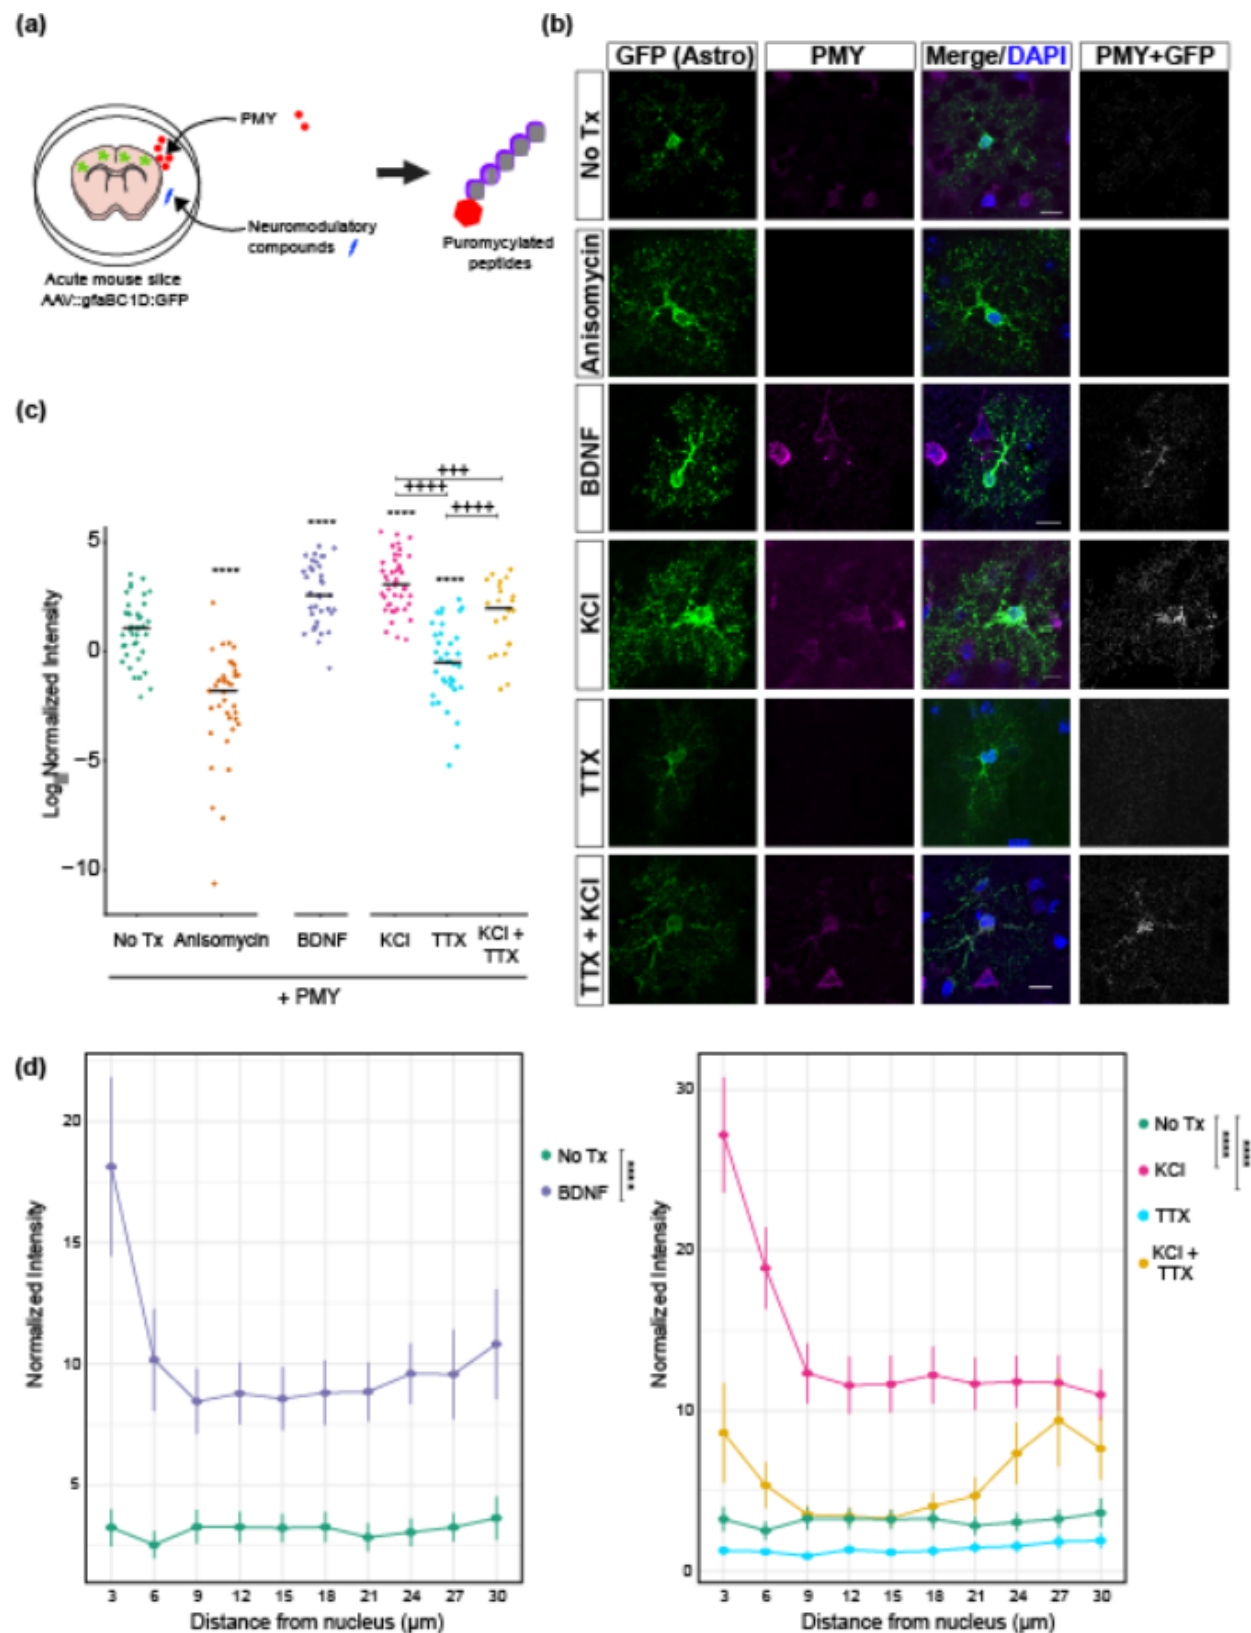 (a)
PMY
Neuromodulatory
compounds
Acute mouse slice
AAV::gfaBC1D:GFP
Puromycylated
peptides
(b)
GFP (Astro) PMY Merge/DAPI PMY+GFP
No Tx
Anisomycin
BDNF
KCl
TTX
TTX + KCl
(c)
+++
++++
++++
**** **** **** ****
Normalized Intensity
5
0
−5
−10
No Tx Anisomycin BDNF KCl TTX KCl +
TTX
+ PMY
(d)
Normalized Intensity
20
15
10
5
3 6 9 12 15 18 21 24 27 30
Distance from nucleus (µm)
No Tx
BDNF
****
Normalized Intensity
30
20
10
0
3 6 9 12 15 18 21 24 27 30
Distance from nucleus (µm)
No Tx
KCl
TTX
KCl +
TTX
****
****